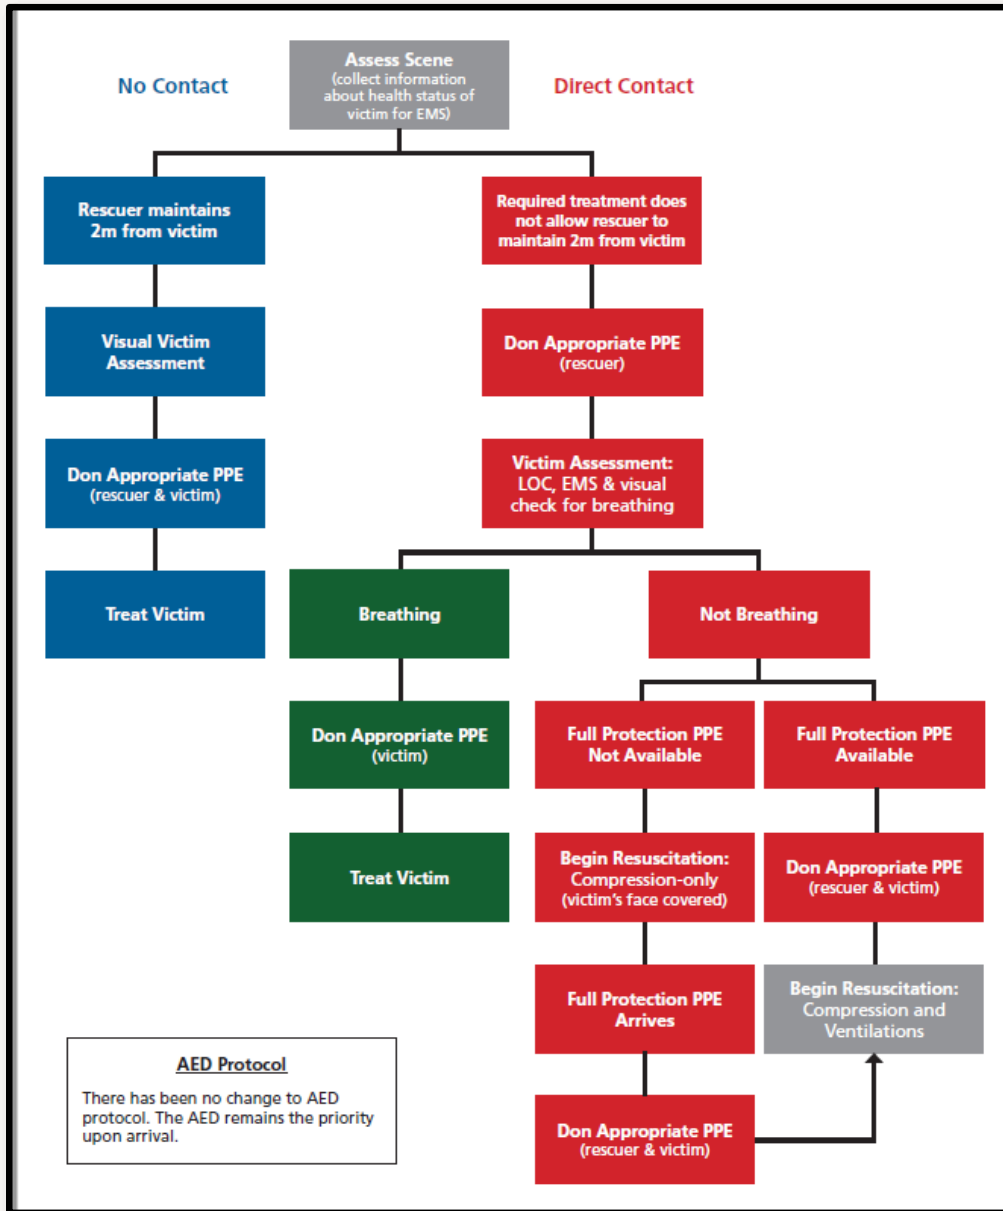 Assess Scene
(collect information
about health status of
victim for EMS)
No Contact
Direct Contact
Rescuer maintains
2m from victim
Required treatment does
not allow rescuer to
maintain 2m from victim
Visual Victim
Assessment
Don Appropriate PPE
(rescuer)
Don Appropriate PPE
(rescuer & victim)
Victim Assessment:
LOC, EMS & visual
check for breathing
Treat Victim
Breathing
Not Breathing
Don Appropriate PPE
(victim)
Full Protection PPE
Not Available
Full Protection PPE
Available
Treat Victim
Begin Resuscitation:
Compression-only
(victim's face covered)
Don Appropriate PPE
(rescuer & victim)
Full Protection PPE
Arrives
Begin Resuscitation:
Compression and
Ventilations
AED Protocol
There has been no change to AED
protocol. The AED remains the priority
upon arrival.
Don Appropriate PPE
(rescuer & victim)